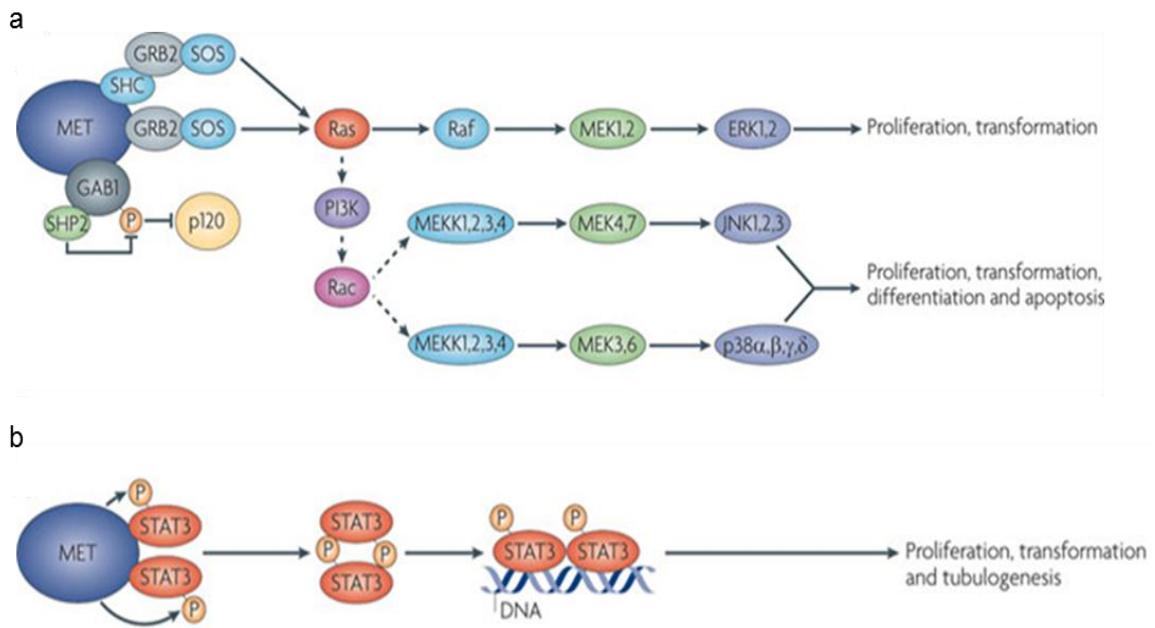 a
GRB2 SOS
SHC
MET GRB2 SOS Ras Raf MEK1,2 ERK1,2 Proliferation, transformation
GAB1
SHP2 P p120 PI3K MEKK1,2,3,4 MEK4,7 JNK1,2,3
Rac Proliferation, transformation,
differentiation and apoptosis
MEKK1,2,3,4 MEK3,6 p38α,β,γ,δ
b
P P P
STAT3 STAT3
MET P P STAT3 STAT3 Proliferation, transformation
STAT3 STAT3 and tubulogenesis
P DNA